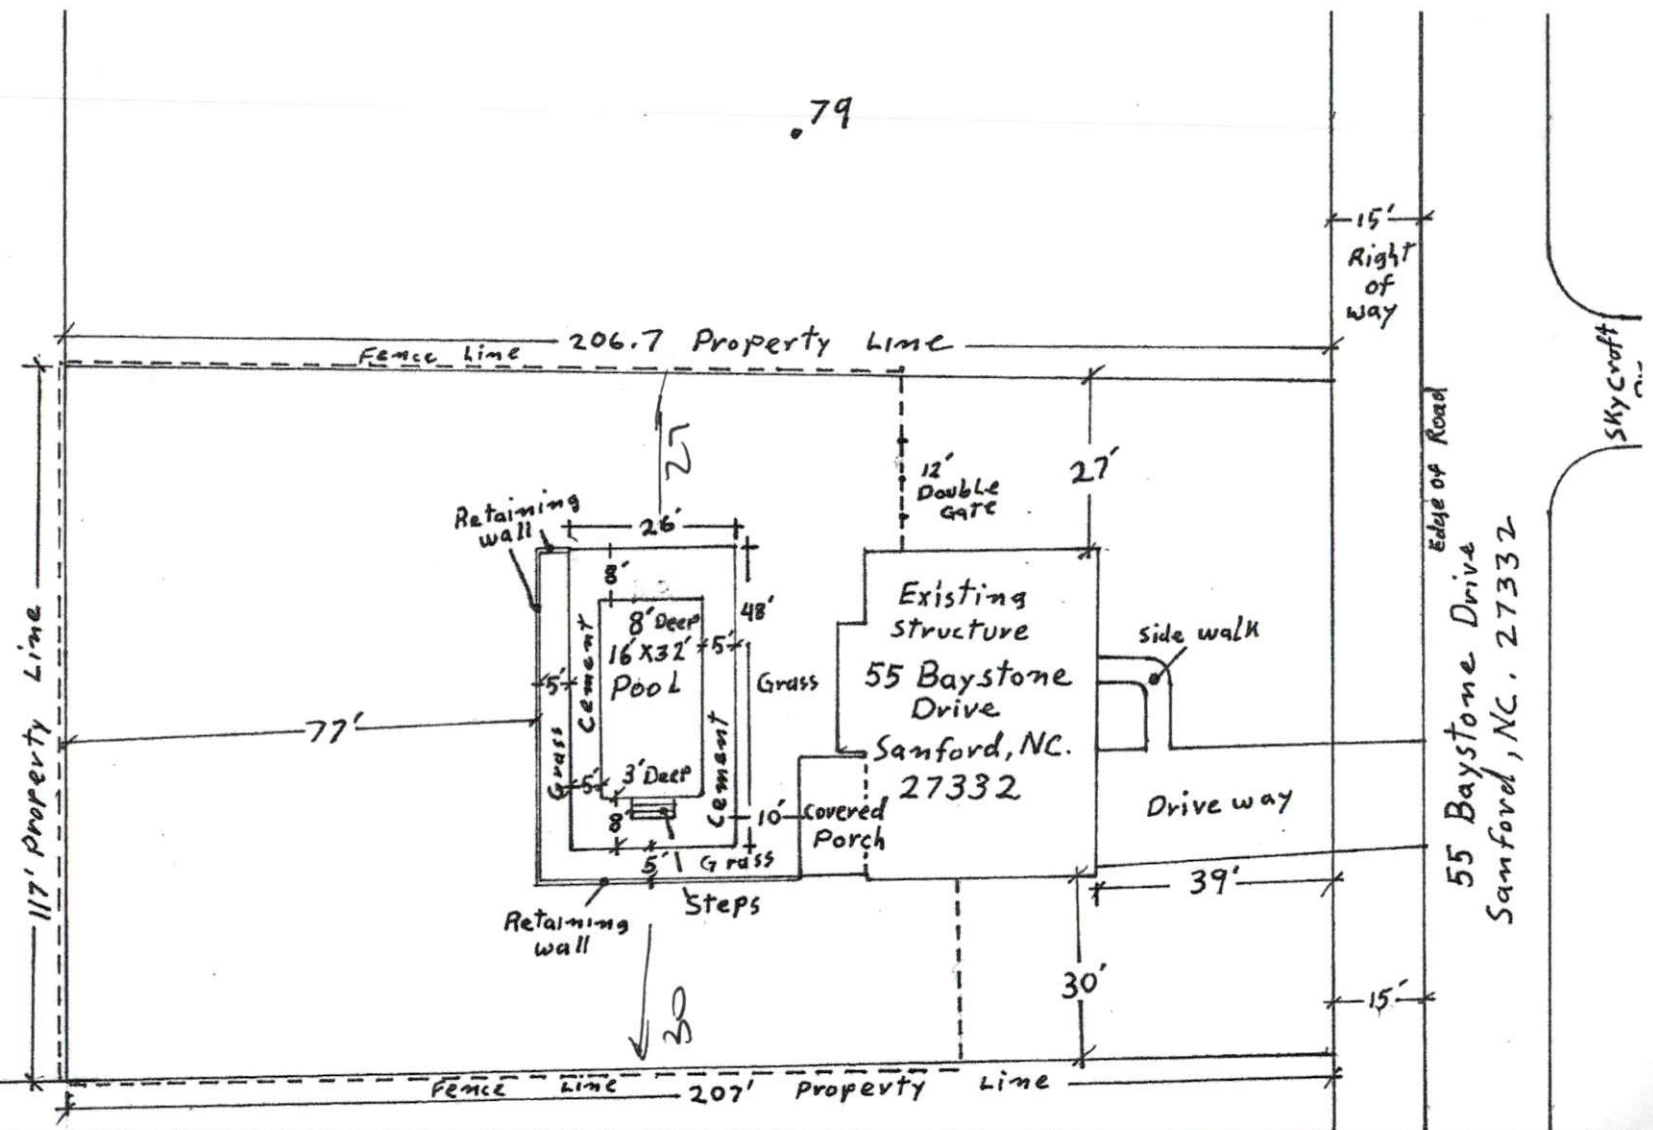 .79
15'
Right
of
way
206.7 Property Line
Fence Line
Skycroft
Edge of Road
27
27'
12'
Double
Gate
Retaining
wall
26'
8'
48'
8' Deep
16' X 32'
Pool
5'
5'
Cement
Grass
Grass
5'
3' Deep
Cement
8'
10'
5'
Grass
Steps
Retaining
wall
77'
117' Property Line
Existing
structure
55 Baystone
Drive
Sanford, NC.
27332
Covered
Porch
Side walk
Drive way
39'
30'
30
15'
55 Baystone Drive
Sanford, NC. 27332
Fence Line
207' Property Line